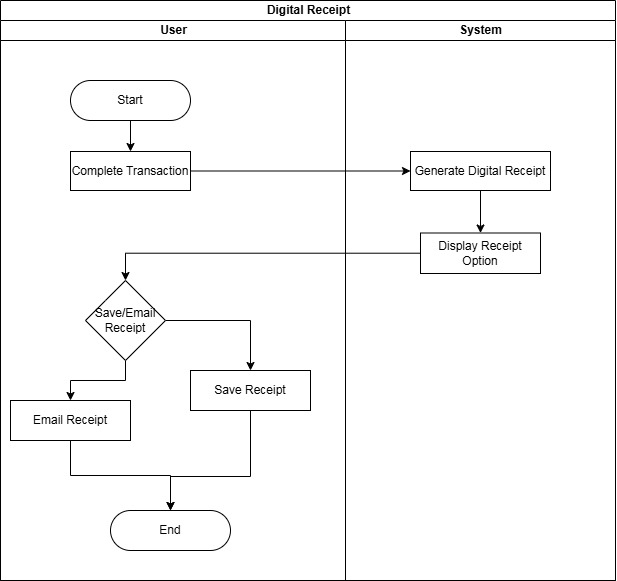 Digital Receipt
User
System
Start
Complete Transaction
Generate Digital Receipt
Display Receipt
Option
Save/Email
Receipt
Save Receipt
Email Receipt
End